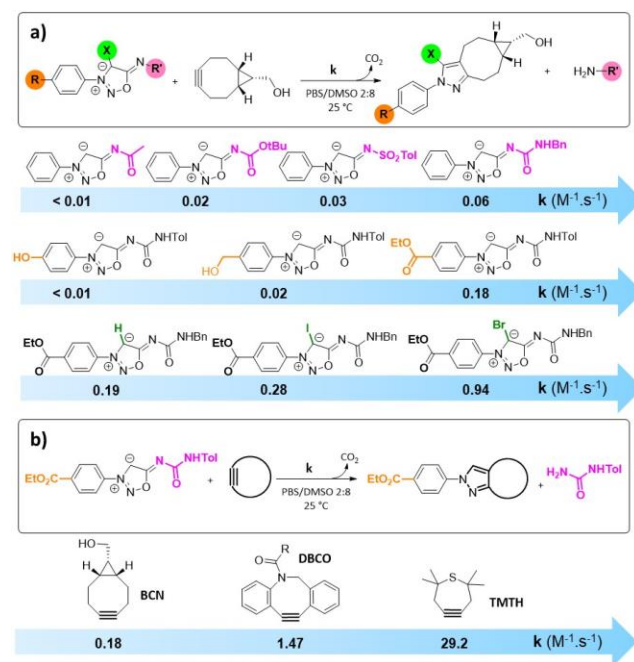 a)
X
N R'
R N N O
+
OH
k
CO2
PBS/DMSO 2:8
25 °C
X
OH
N
N
R
+
H2N R'
N N O N O
N N O N OtBu O
N N O N SO2Tol
N N O N NHBn O
< 0.01 0.02 0.03 0.06 k (M-1.s-1)
HO N N O N NHTol O
HO N N O N NHTol O
EtO O N N O N NHTol O
< 0.01 0.02 0.18 k (M-1.s-1)
EtO O H N N O N NHBn O
EtO O I N N O N NHBn O
EtO O Br N N O N NHBn O
0.19 0.28 0.94 k (M-1.s-1)
b)
EtO2C N N O N NHTol O
+
k
CO2
PBS/DMSO 2:8
25 °C
EtO2C N N
+
H2N NHTol O
HO H H BCN
O R N DBCO
S TMTH
0.18 1.47 29.2 k (M-1.s-1)